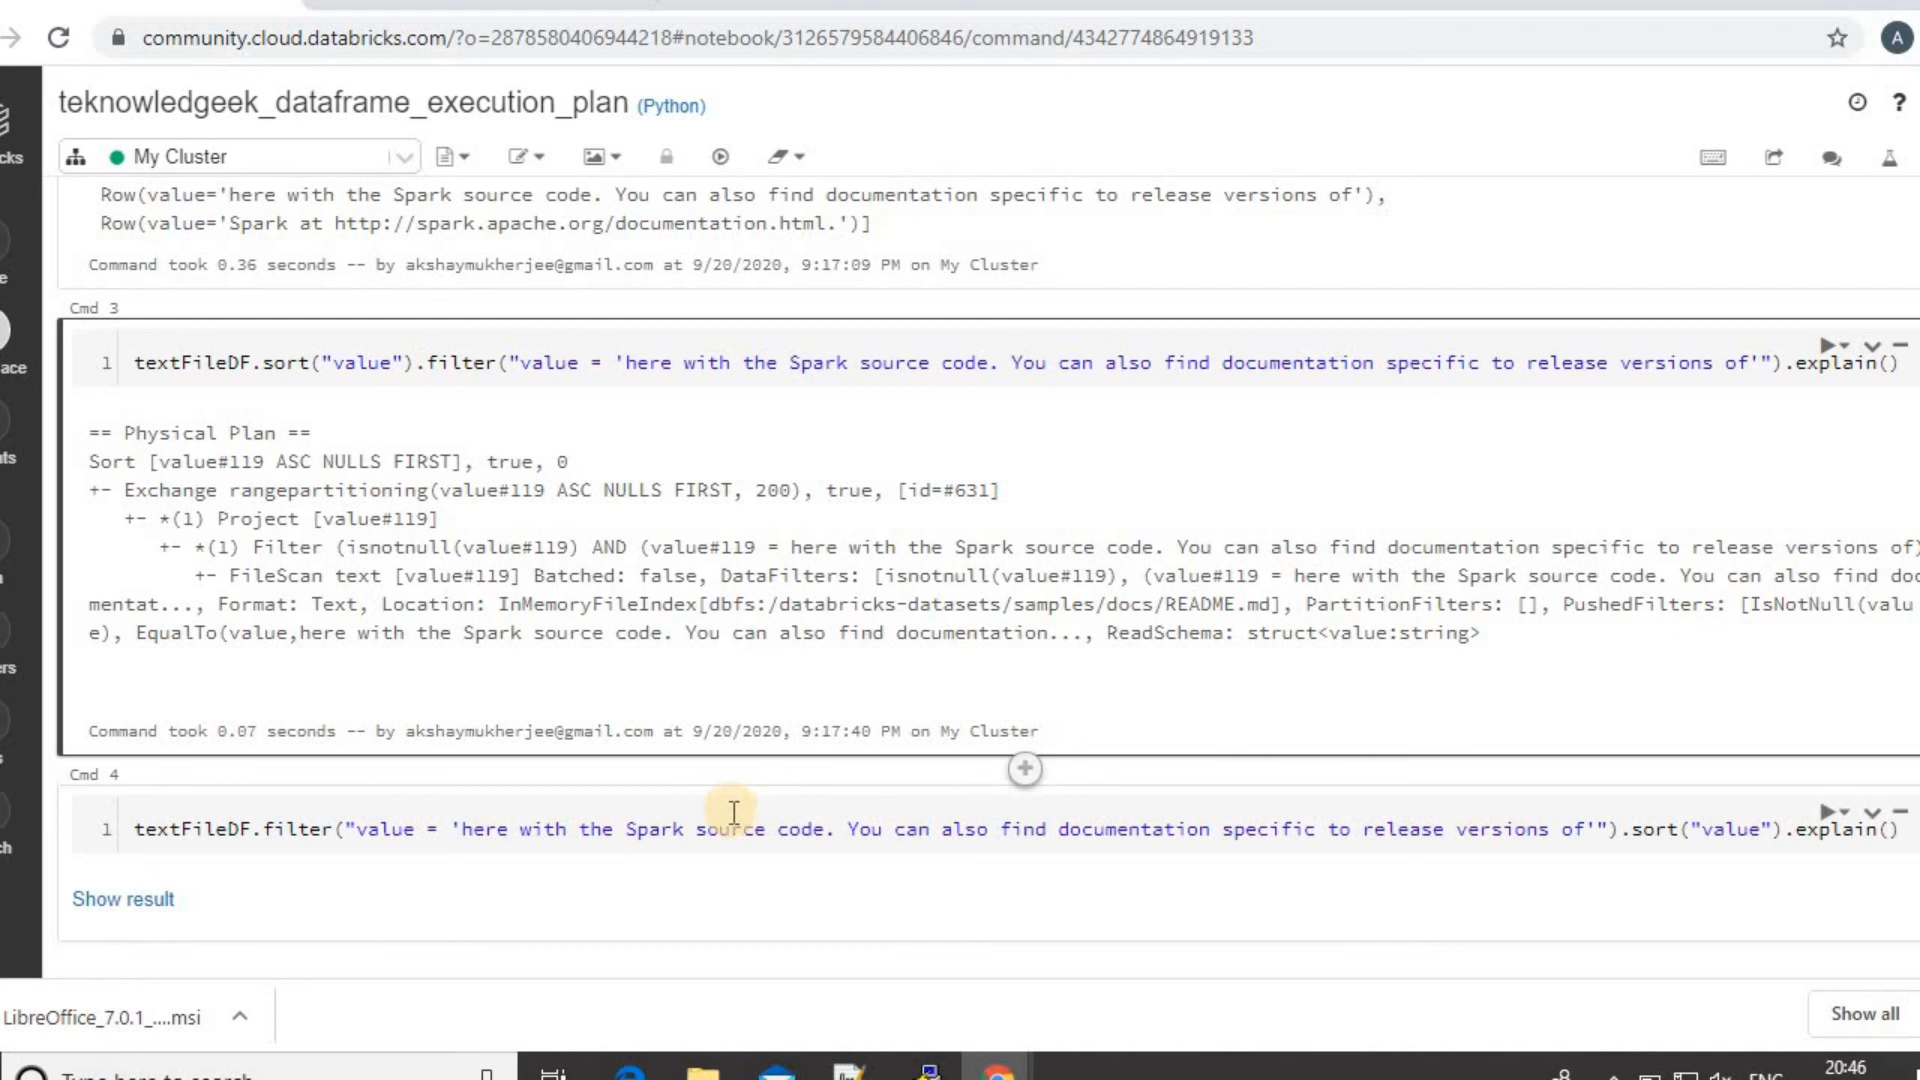 community.cloud.databricks.com/?o=2878580406944218#notebook/3126579584406846/command/4342774864919133
A
teknowledgeek_dataframe_execution_plan (Python)
?
cks
My Cluster
Row(value='here with the Spark source code. You can also find documentation specific to release versions of'),
Row(value='Spark at http://spark.apache.org/documentation.html.')]
Command took 0.36 seconds -- by akshaymukherjee@gmail.com at 9/20/2020, 9:17:09 PM on My Cluster
e
Cmd 3
1 textFileDF.sort("value").filter("value = 'here with the Spark source code. You can also find documentation specific to release versions of'").explain()
ace
== Physical Plan ==
Sort [value#119 ASC NULLS FIRST], true, 0
ts
+- Exchange rangepartitioning(value#119 ASC NULLS FIRST, 200), true, [id=#631]
+- *(1) Project [value#119]
+- *(1) Filter (isnotnull(value#119) AND (value#119 = here with the Spark source code. You can also find documentation specific to release versions of)
+- FileScan text [value#119] Batched: false, DataFilters: [isnotnull(value#119), (value#119 = here with the Spark source code. You can also find doc
mentat..., Format: Text, Location: InMemoryFileIndex[dbfs:/databricks-datasets/samples/docs/README.md], PartitionFilters: [], PushedFilters: [IsNotNull(valu
e), EqualTo(value,here with the Spark source code. You can also find documentation..., ReadSchema: struct<value:string>
ers
Command took 0.07 seconds -- by akshaymukherjee@gmail.com at 9/20/2020, 9:17:40 PM on My Cluster
s
Cmd 4
1 textFileDF.filter("value = 'here with the Spark source code. You can also find documentation specific to release versions of'").sort("value").explain()
ch
Show result
LibreOffice_7.0.1_....msi
Show all
Type here to search
ENG
20:46